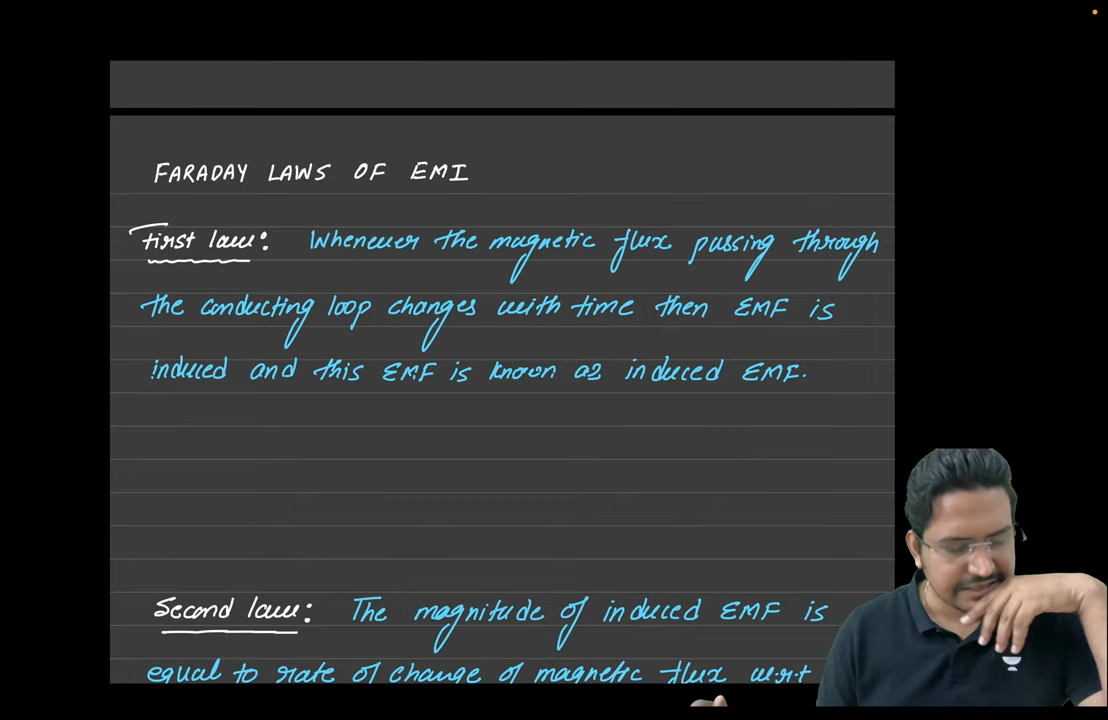 FARADAY LAWS OF EMI
First law: Whenever the magnetic flux passing through
the conducting loop changes with time then EMF is
induced and this EMF is known as induced EMF.
Second law: The magnitude of induced EMF is
equal to rate of change of magnetic flux w.r.t